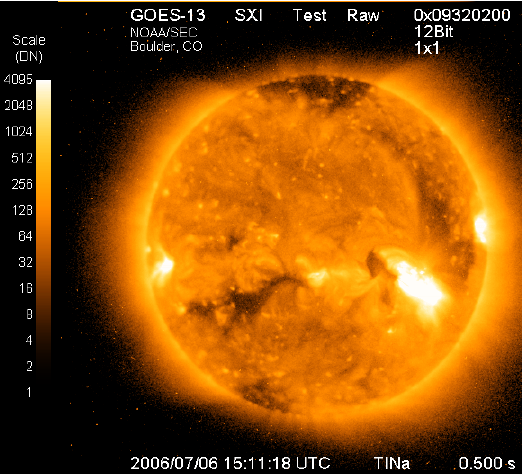 GOES-13 SXI Test Raw 0x09320200
NOAA/SEC 12Bit
Boulder, CO 1x1
Scale
(DN)
4095
2048
1024
512
256
128
64
32
16
8
4
2
1
2006/07/06 15:11:18 UTC TINa 0.500 s